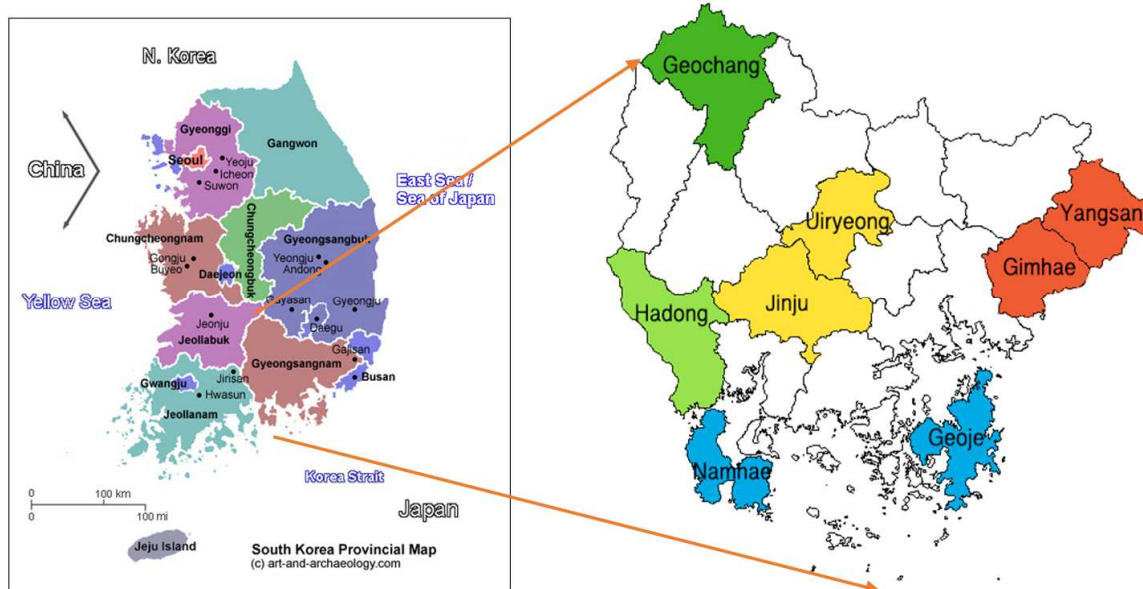 N. Korea
Gyeonggi
Gangwon
Seoul
Yeoju
Icheon
Suwon
China
East Sea /
Sea of Japan
Chungcheongnam
Chungcheongbuk
Gyeongsangbuk
Gongju
Buyeo
Yeongju
Andong
Daejeon
Yellow Sea
Gayasan
Gyeongju
Daegu
Jeonju
Jeollabuk
Gyeongsangnam
Gajisan
Jirisan
Gwangju
Busan
Hwasun
Jeollanam
Korea Strait
0 100 km
0 100 mi
Japan
Jeju Island
South Korea Provincial Map
(c) art-and-archaeology.com
Geochang
Uiryeong
Yangsan
Gimhae
Hadong
Jinju
Geoje
Namhae